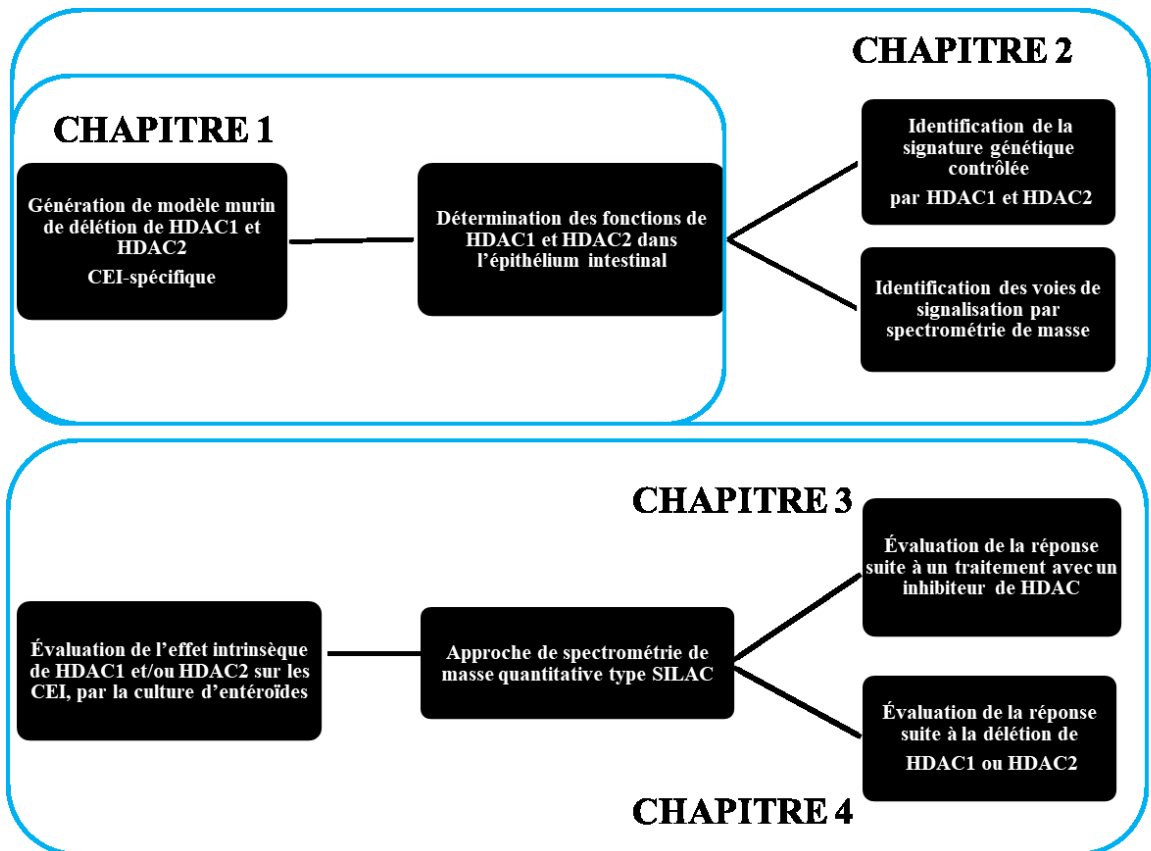 CHAPITRE 1
Génération de modèle murin
de délétion de HDAC1 et
HDAC2
CEI-spécifique
Détermination des fonctions de
HDAC1 et HDAC2 dans
l'épithélium intestinal
CHAPITRE 2
Identification de la
signature génétique
contrôlée
par HDAC1 et HDAC2
Identification des voies de
signalisation par
spectrométrie de masse
Évaluation de l'effet intrinsèque
de HDAC1 et/ou HDAC2 sur les
CEI, par la culture d'entéroïdes
Approche de spectrométrie de
masse quantitative type SILAC
CHAPITRE 3
Évaluation de la réponse
suite à un traitement avec un
inhibiteur de HDAC
Évaluation de la réponse
suite à la délétion de
HDAC1 ou HDAC2
CHAPITRE 4